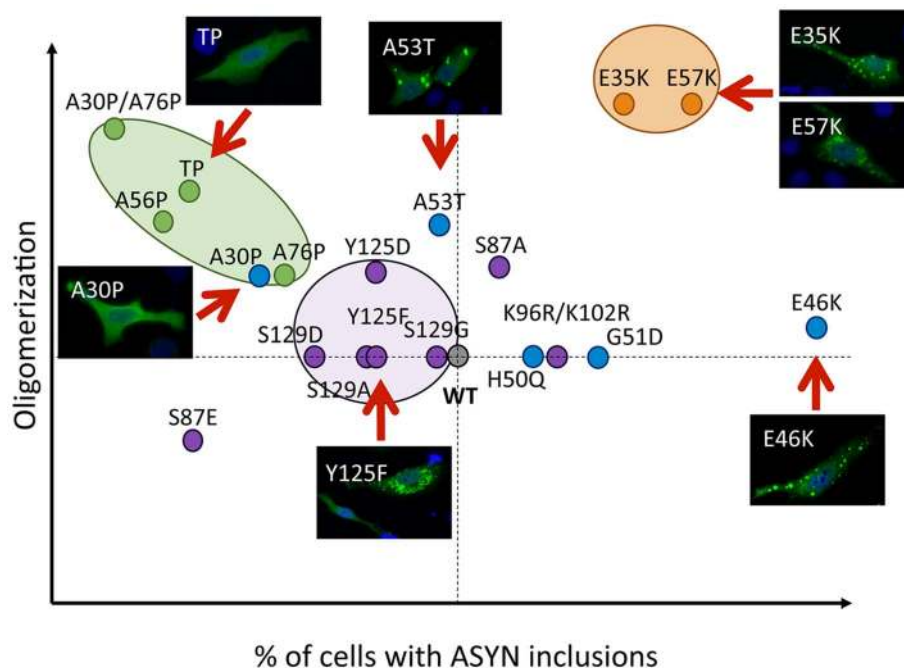 TP
A53T
E35K
E57K
A30P/A76P
TP
A56P
A30P
A76P
A30P
A53T
Y125D
S87A
E35K
E57K
S129D
Y125F
S129G
S129A
WT
K96R/K102R
H50Q
G51D
E46K
S87E
Y125F
E46K
Oligomerization
% of cells with ASYN inclusions